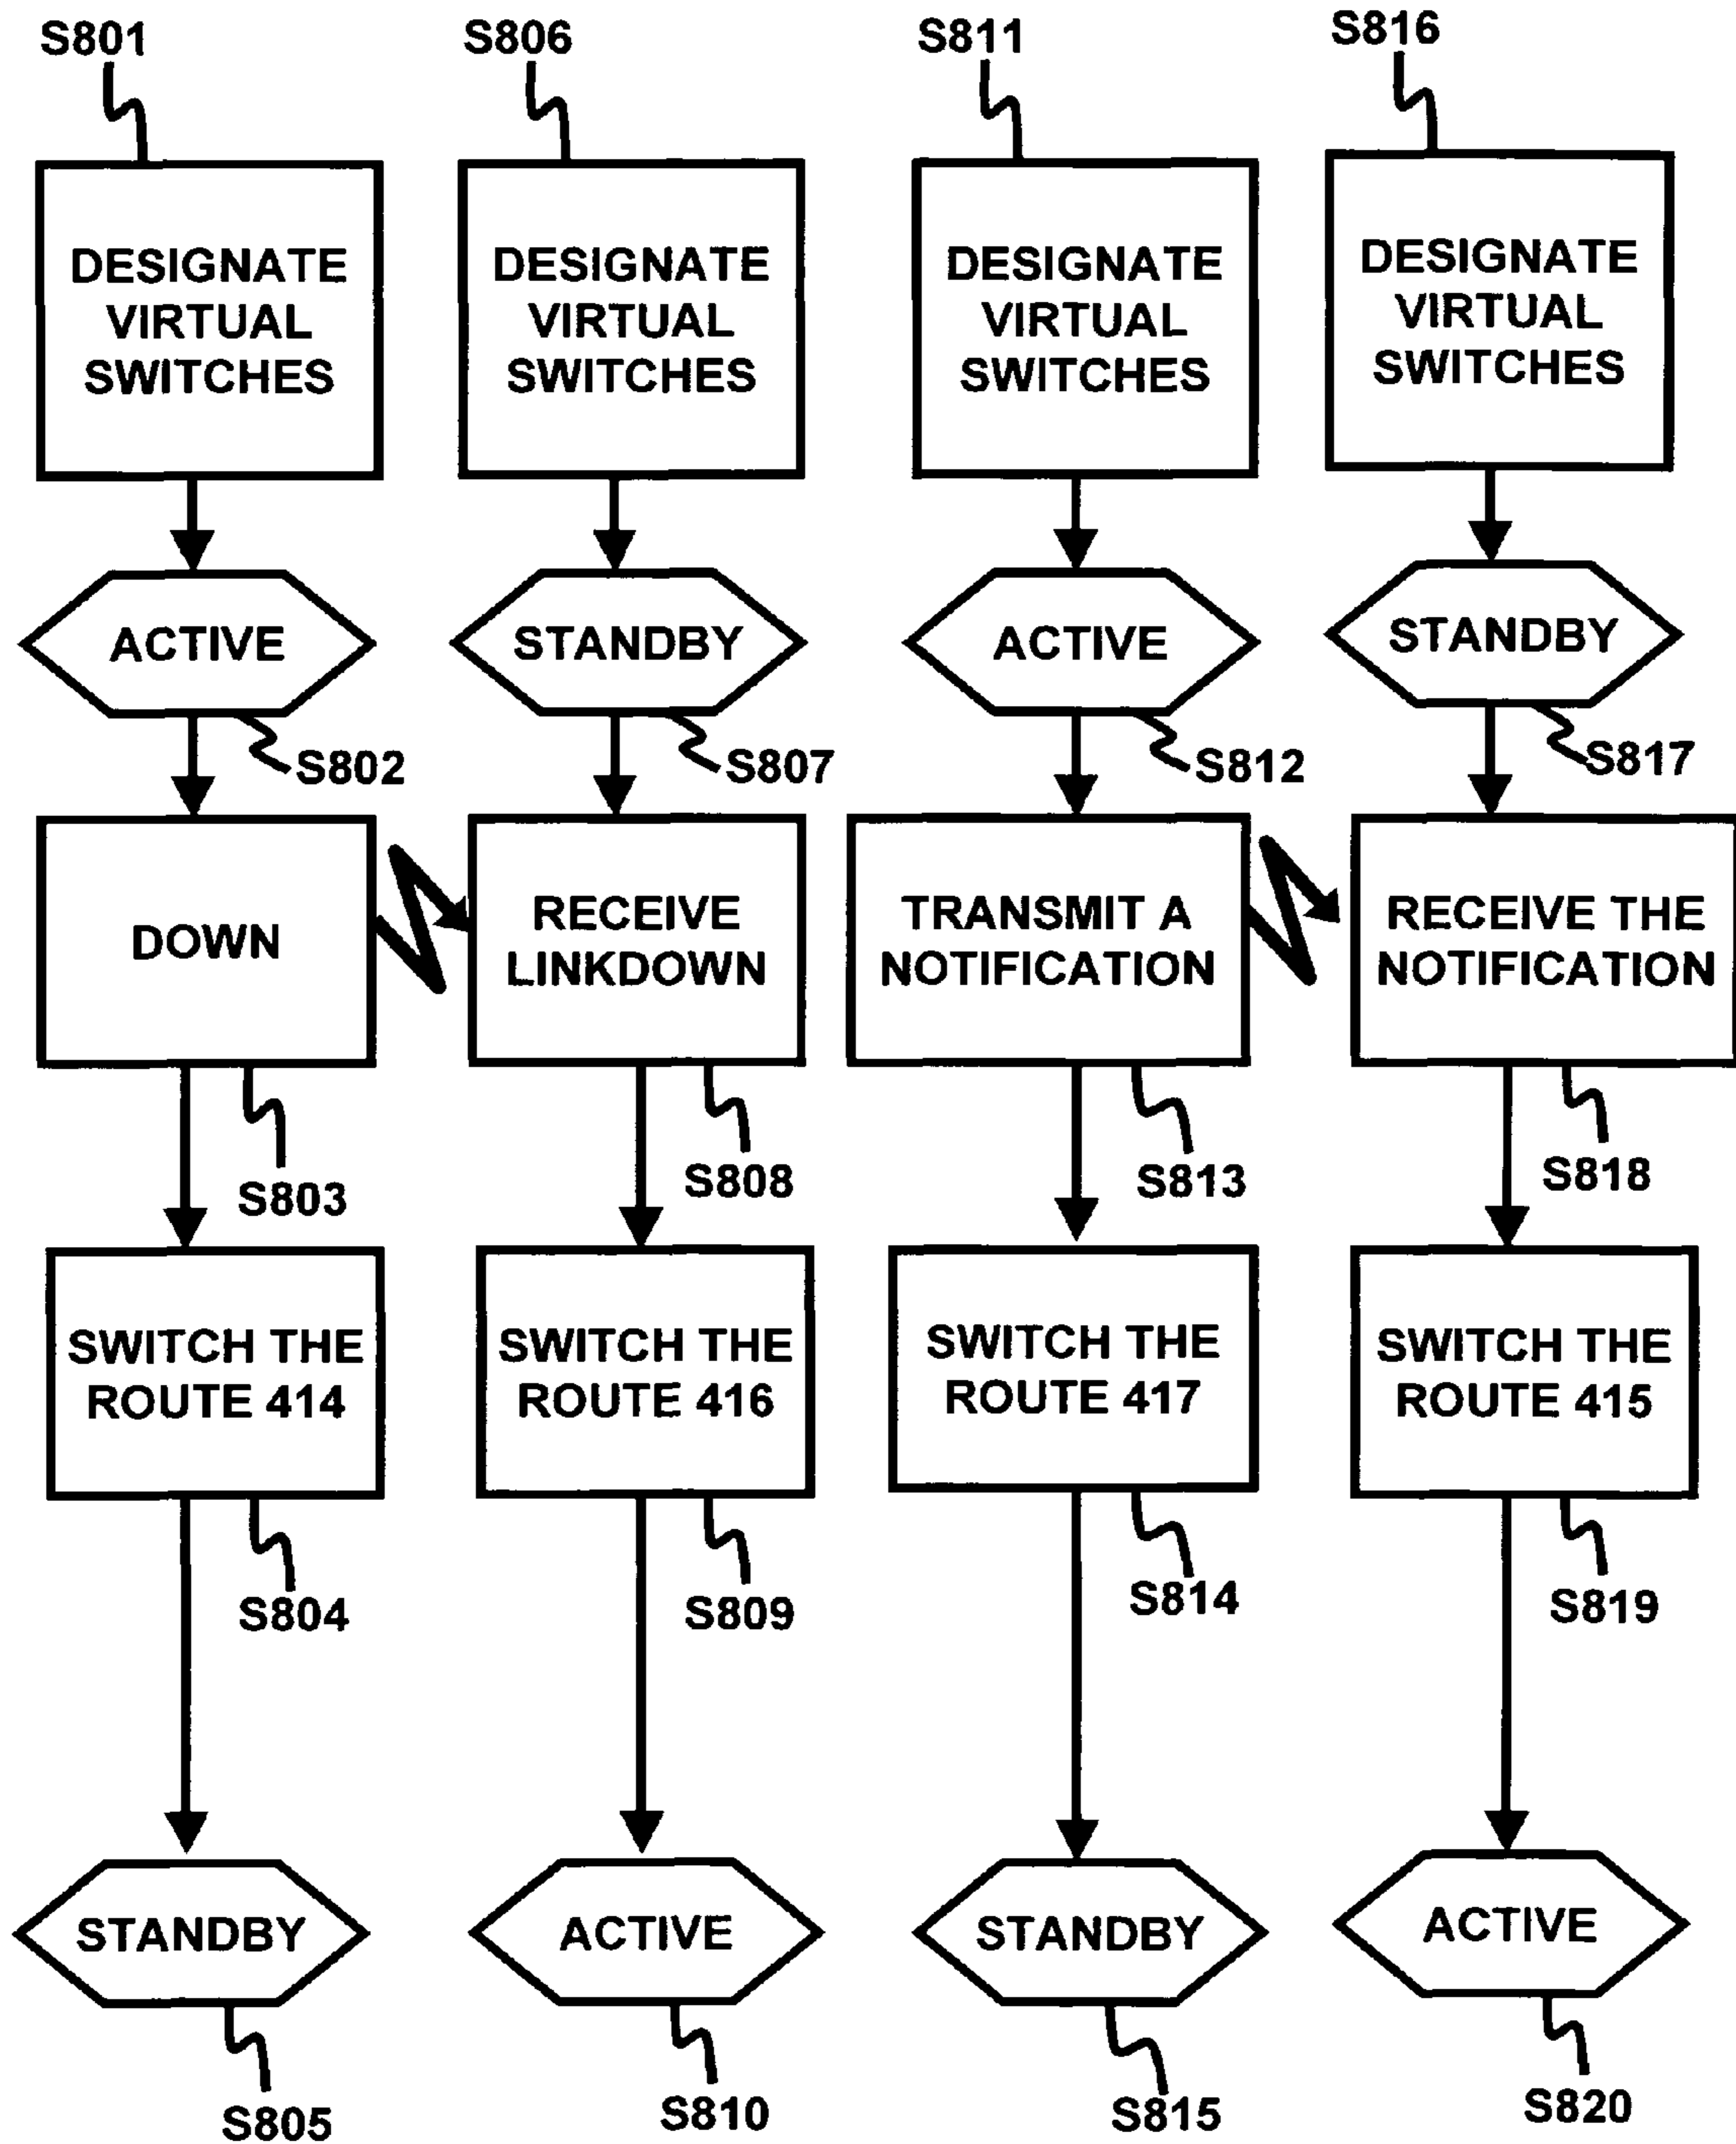 S801
S806
S811
S816
DESIGNATE
VIRTUAL
SWITCHES
DESIGNATE
VIRTUAL
SWITCHES
DESIGNATE
VIRTUAL
SWITCHES
DESIGNATE
VIRTUAL
SWITCHES
ACTIVE
STANDBY
ACTIVE
STANDBY
S802
S807
S812
S817
DOWN
RECEIVE
LINKDOWN
TRANSMIT A
NOTIFICATION
RECEIVE THE
NOTIFICATION
S803
S808
S813
S818
SWITCH THE
ROUTE 414
SWITCH THE
ROUTE 416
SWITCH THE
ROUTE 417
SWITCH THE
ROUTE 415
S804
S809
S814
S819
STANDBY
ACTIVE
STANDBY
ACTIVE
S805
S810
S815
S820